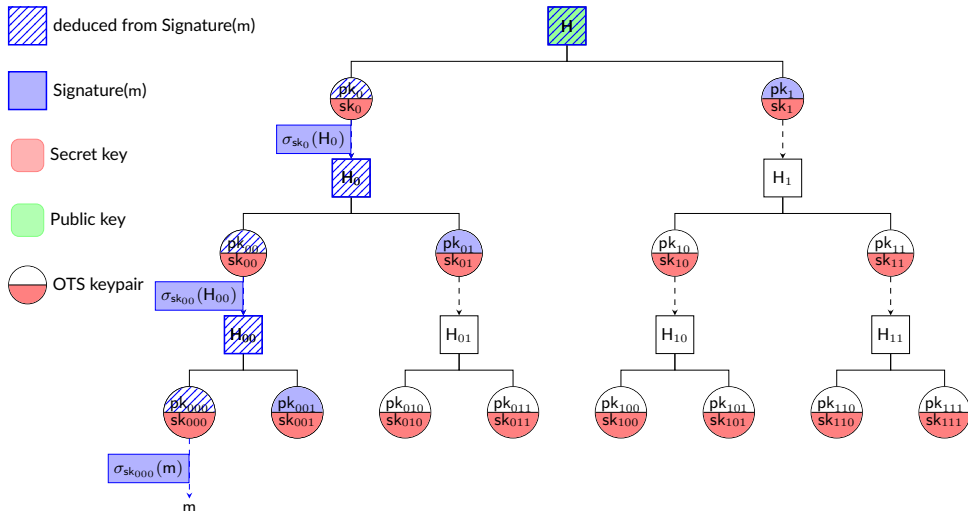 deduced from Signature(m)
Signature(m)
Secret key
Public key
OTS keypair
H
pk₀
sk₀
pk₁
sk₁
σsk₀(H₀)
H₀
H₁
pk₀₀
sk₀₀
pk₀₁
sk₀₁
pk₁₀
sk₁₀
pk₁₁
sk₁₁
σsk₀₀(H₀₀)
H₀₀
H₀₁
H₁₀
H₁₁
pk₀₀₀
sk₀₀₀
pk₀₀₁
sk₀₀₁
pk₀₁₀
sk₀₁₀
pk₀₁₁
sk₀₁₁
pk₁₀₀
sk₁₀₀
pk₁₀₁
sk₁₀₁
pk₁₁₀
sk₁₁₀
pk₁₁₁
sk₁₁₁
σsk₀₀₀(m)
m